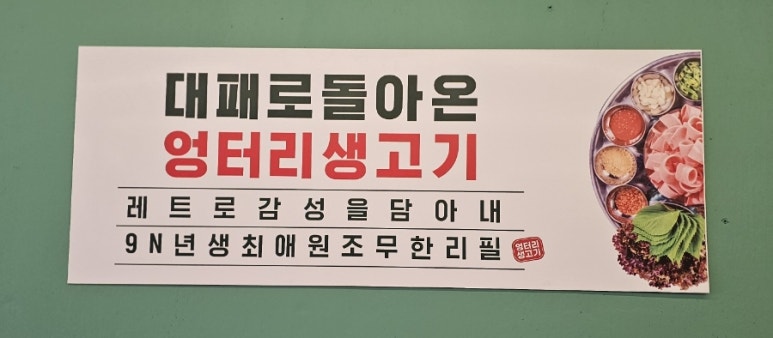 대패로돌아온
엉터리생고기
레트로감성을담아내
9N년생최애원조무한리필
엉터리
생고기